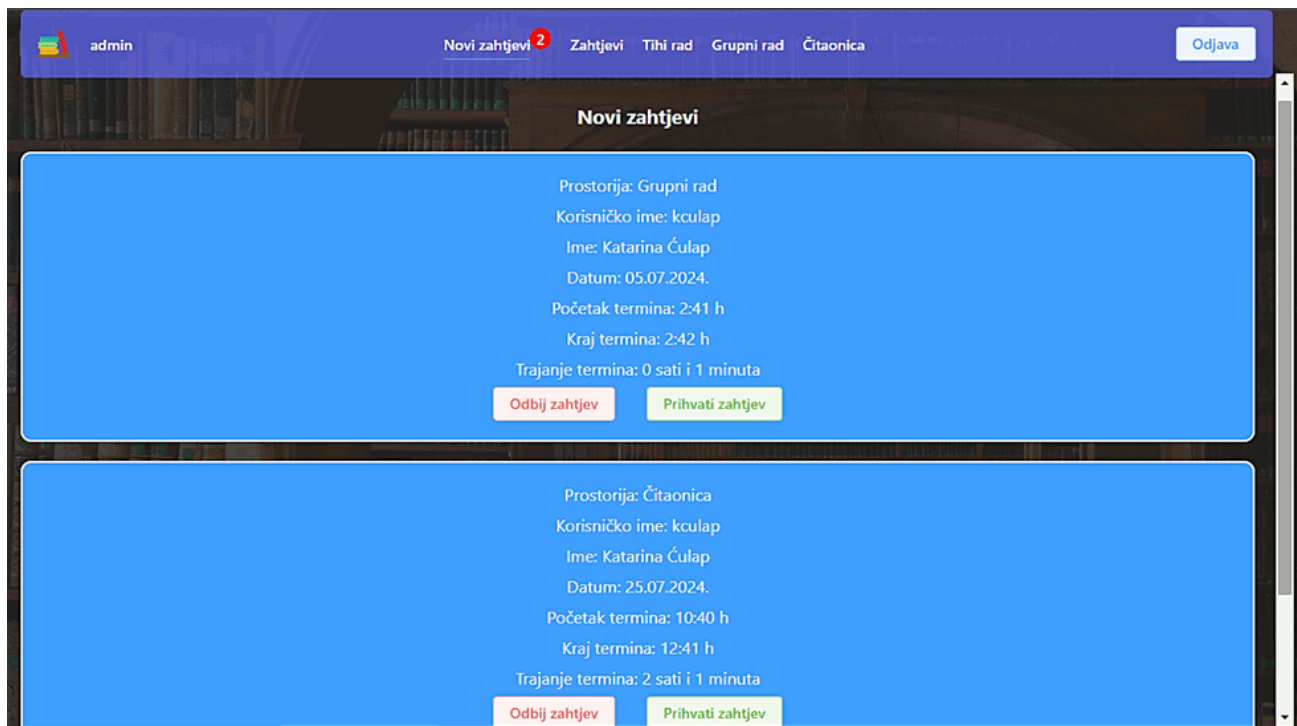 admin
Novi zahtjevi 2 Zahtjevi Tihi rad Grupni rad Čitaonica
Odjava
Novi zahtjevi
Prostorija: Grupni rad
Korisničko ime: kculap
Ime: Katarina Ćulap
Datum: 05.07.2024.
Početak termina: 2:41 h
Kraj termina: 2:42 h
Trajanje termina: 0 sati i 1 minuta
Odbij zahtjev Prihvati zahtjev
Prostorija: Čitaonica
Korisničko ime: kculap
Ime: Katarina Ćulap
Datum: 25.07.2024.
Početak termina: 10:40 h
Kraj termina: 12:41 h
Trajanje termina: 2 sati i 1 minuta
Odbij zahtjev Prihvati zahtjev